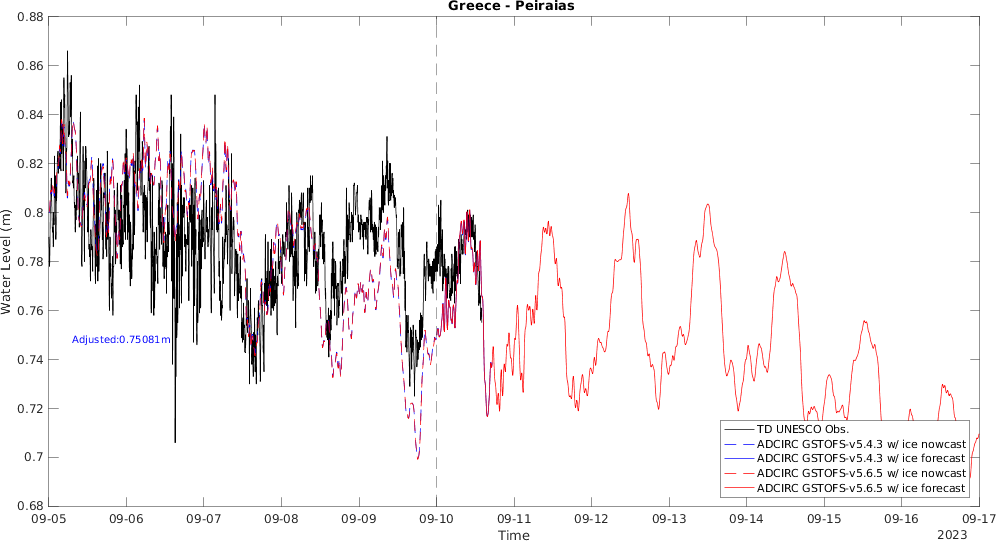 Greece - Peiraias
0.88
0.86
0.84
0.82
0.8
0.78
0.76
0.74
0.72
0.7
0.68
Water Level (m)
Adjusted:0.75081m
TD UNESCO Obs.
ADCIRC GSTOFS-v5.4.3 w/ ice nowcast
ADCIRC GSTOFS-v5.4.3 w/ ice forecast
ADCIRC GSTOFS-v5.6.5 w/ ice nowcast
ADCIRC GSTOFS-v5.6.5 w/ ice forecast
09-05 09-06 09-07 09-08 09-09 09-10 09-11 09-12 09-13 09-14 09-15 09-16 09-17
Time
2023